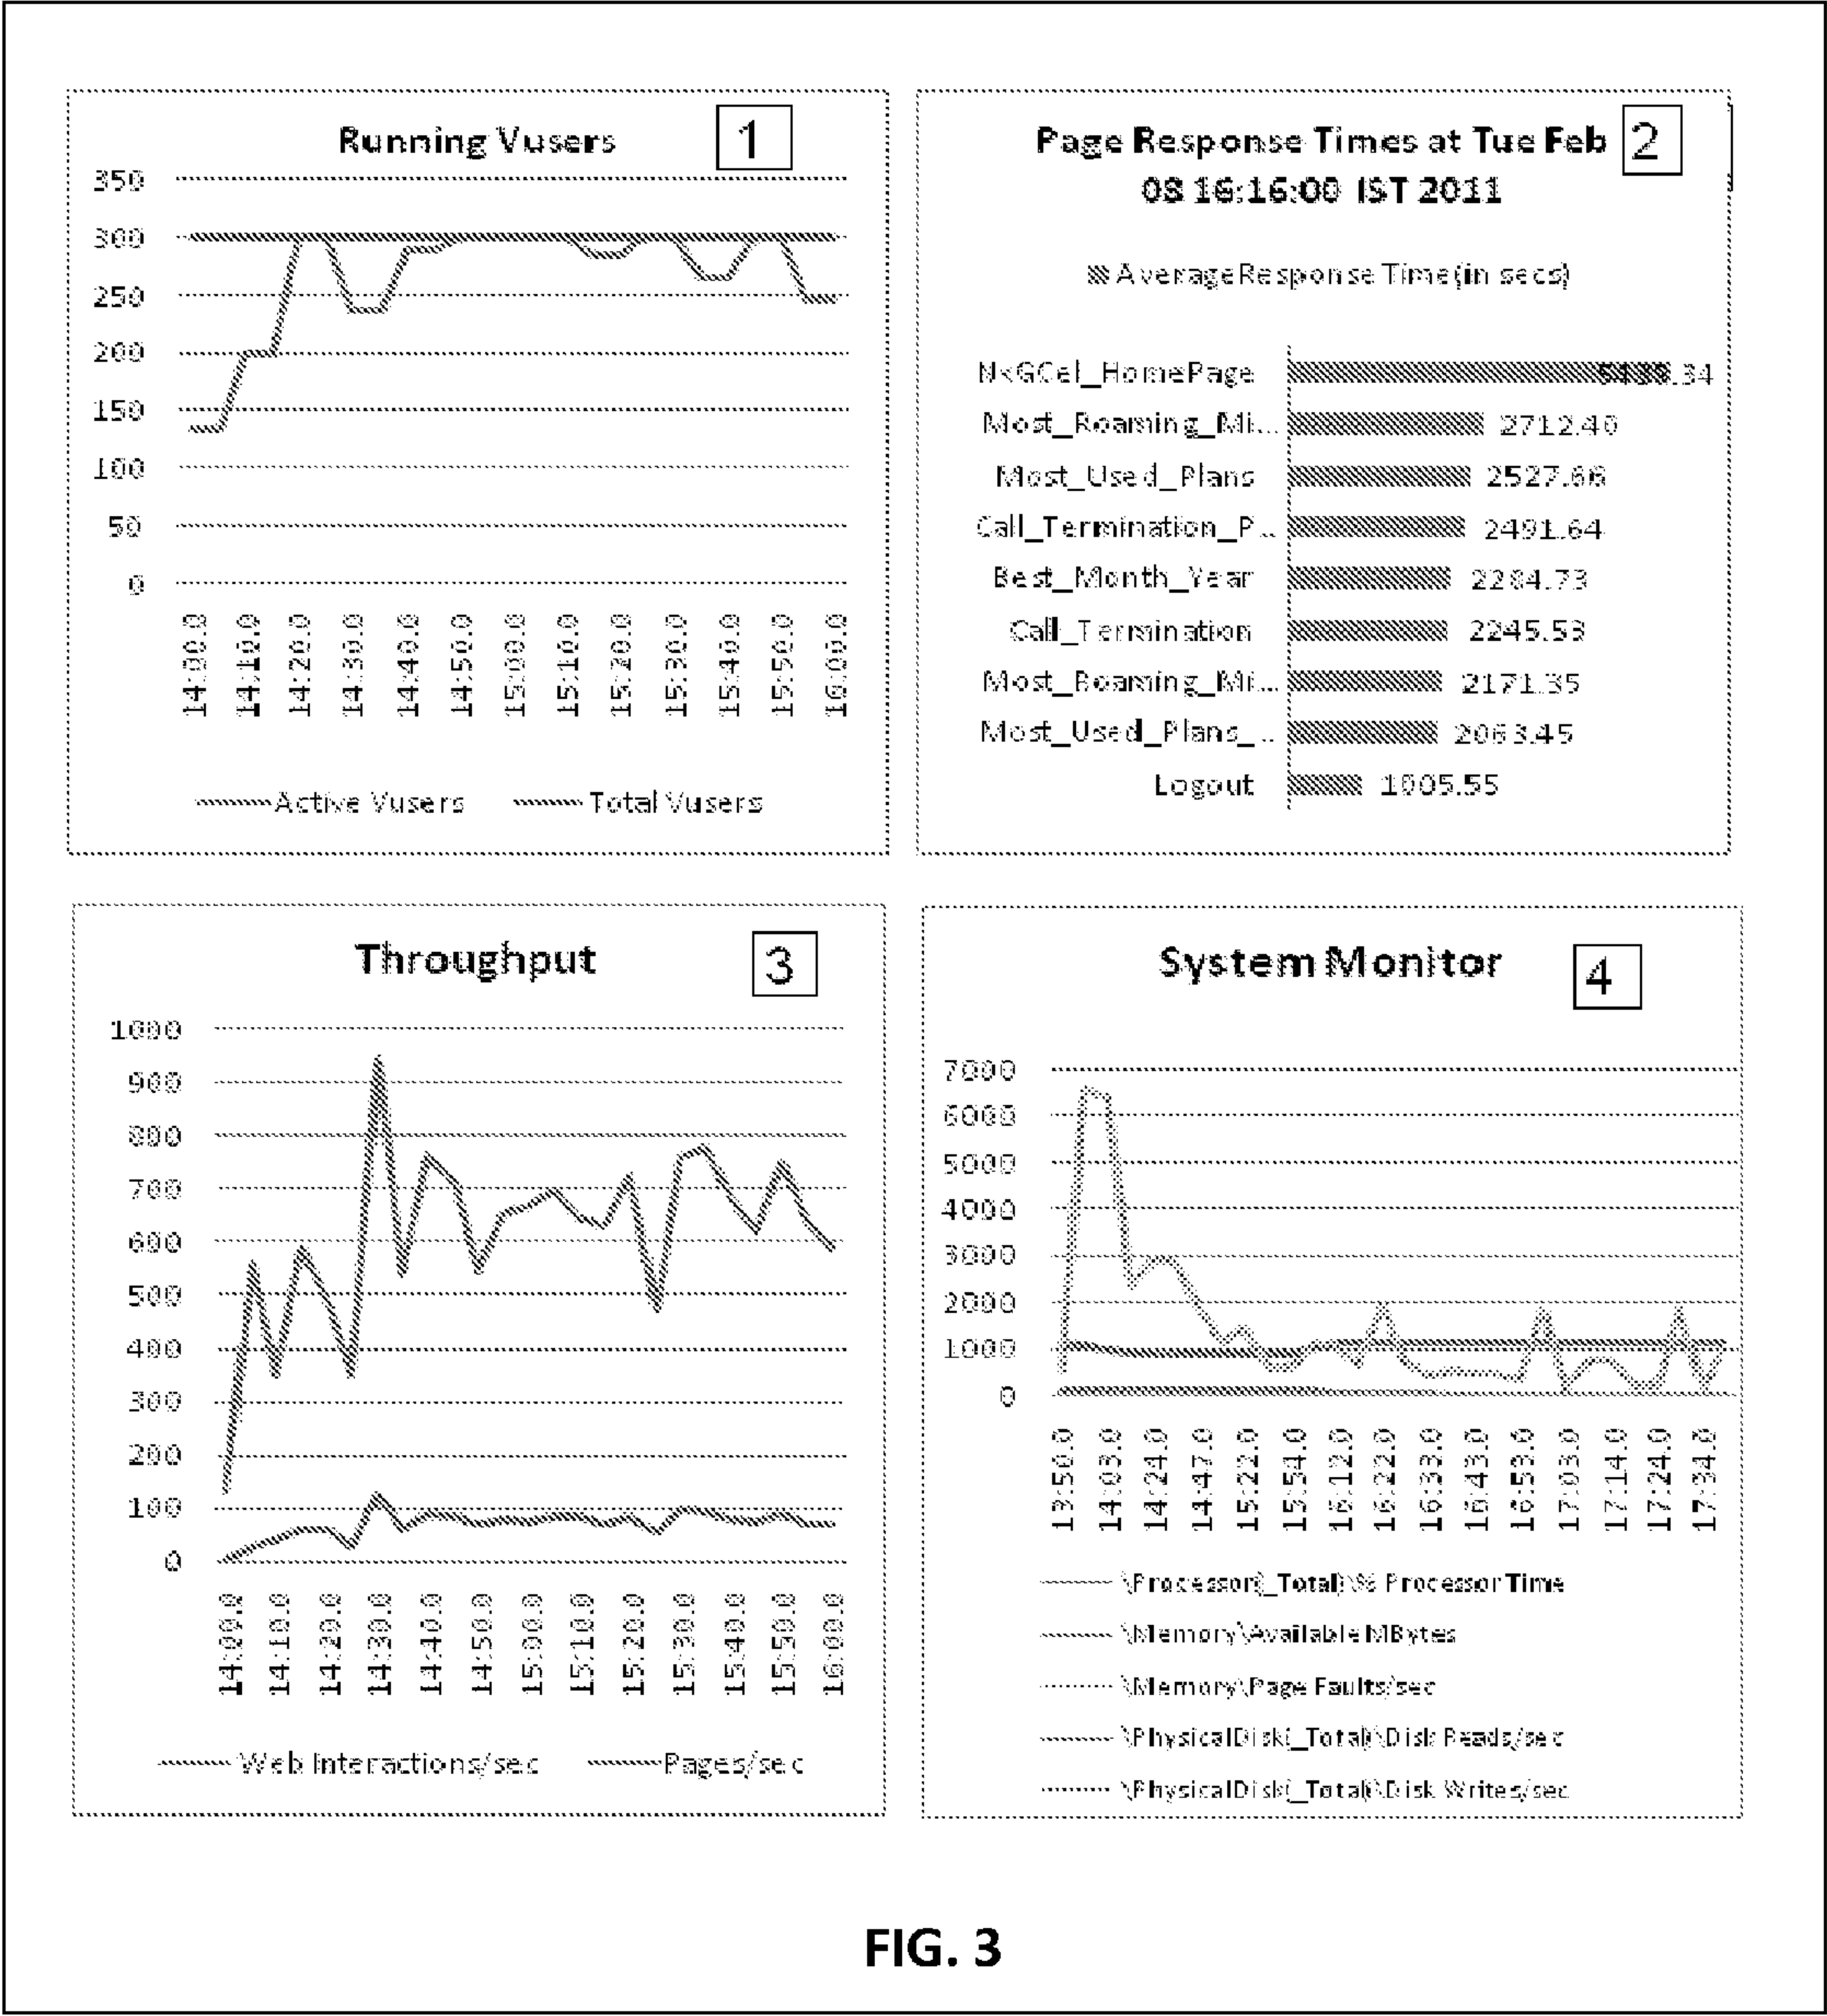 Running Vusers
1
350
300
250
200
150
100
50
0
14:00.0
14:10.0
14:20.0
14:30.0
14:40.0
14:50.0
15:00.0
15:10.0
15:20.0
15:30.0
15:40.0
15:50.0
16:00.0
Active Vusers
Total Vusers
Page Response Times at Tue Feb
08 16:16:00 IST 2011
2
Average Response Time(in secs)
NxGCel_HomePage
Most_Roaming_Mi... 2712.40
Most_Used_Plans
Call_Termination_P... 2491.64
Best_Month_Year
Call_Termination
Most_Roaming_Mi... 2171.35
Most_Used_Plans_...
Logout 1005.55
Throughput
3
1000
900
800
700
600
500
400
300
200
100
0
14:00.0
14:10.0
14:20.0
14:30.0
14:40.0
14:50.0
15:00.0
15:10.0
15:20.0
15:30.0
15:40.0
15:50.0
16:00.0
Web Interactions/sec
Pages/sec
System Monitor
4
7000
6000
5000
4000
3000
2000
1000
0
13:50.0
14:03.0
14:24.0
14:47.0
15:22.0
15:54.0
16:12.0
16:22.0
16:33.0
16:43.0
16:53.0
17:03.0
17:14.0
17:24.0
17:34.0
\Processor(_Total)\% Processor Time
\Memory\Available MBytes
\Memory\Page Faults/sec
\PhysicalDisk(_Total)\Disk Reads/sec
\PhysicalDisk(_Total)\Disk Writes/sec
FIG. 3